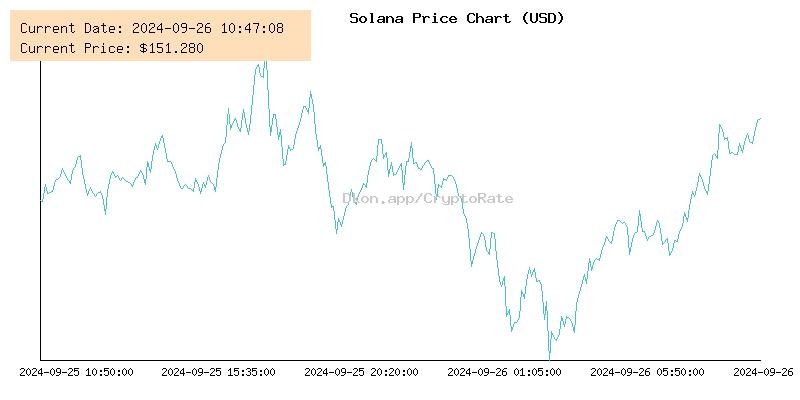 Solana Price Chart (USD)
Current Date: 2024-09-26 10:47:08
Current Price: $151.280
Dkon.app/CryptoRate
2024-09-25 10:50:00 2024-09-25 15:35:00 2024-09-25 20:20:00 2024-09-26 01:05:00 2024-09-26 05:50:00 2024-09-26